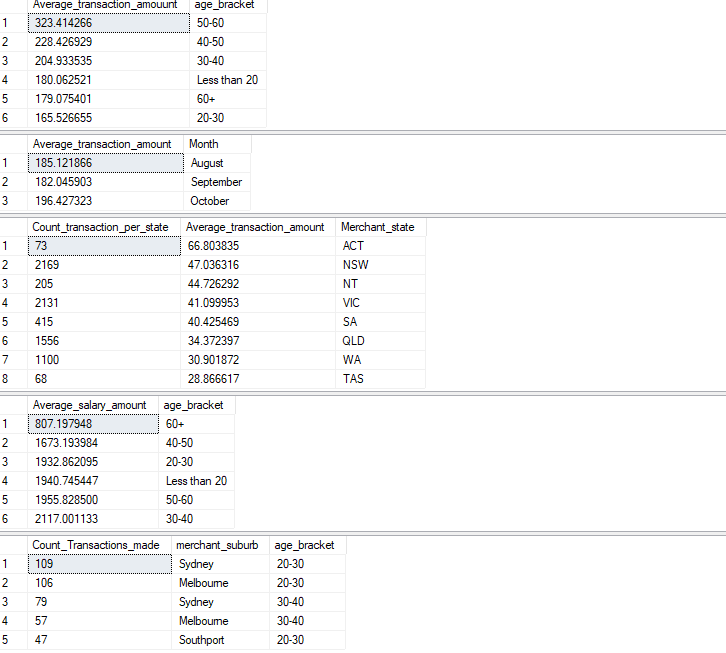 Average_transaction_amouunt age_bracket
1 323.414266 50-60
2 228.426929 40-50
3 204.933535 30-40
4 180.062521 Less than 20
5 179.075401 60+
6 165.526655 20-30
Average_transaction_amount Month
1 185.121866 August
2 182.045903 September
3 196.427323 October
Count_transaction_per_state Average_transaction_amount Merchant_state
1 73 66.803835 ACT
2 2169 47.036316 NSW
3 205 44.726292 NT
4 2131 41.099953 VIC
5 415 40.425469 SA
6 1556 34.372397 QLD
7 1100 30.901872 WA
8 68 28.866617 TAS
Average_salary_amount age_bracket
1 807.197948 60+
2 1673.193984 40-50
3 1932.862095 20-30
4 1940.745447 Less than 20
5 1955.828500 50-60
6 2117.001133 30-40
Count_Transactions_made merchant_suburb age_bracket
1 109 Sydney 20-30
2 106 Melbourne 20-30
3 79 Sydney 30-40
4 57 Melbourne 30-40
5 47 Southport 20-30